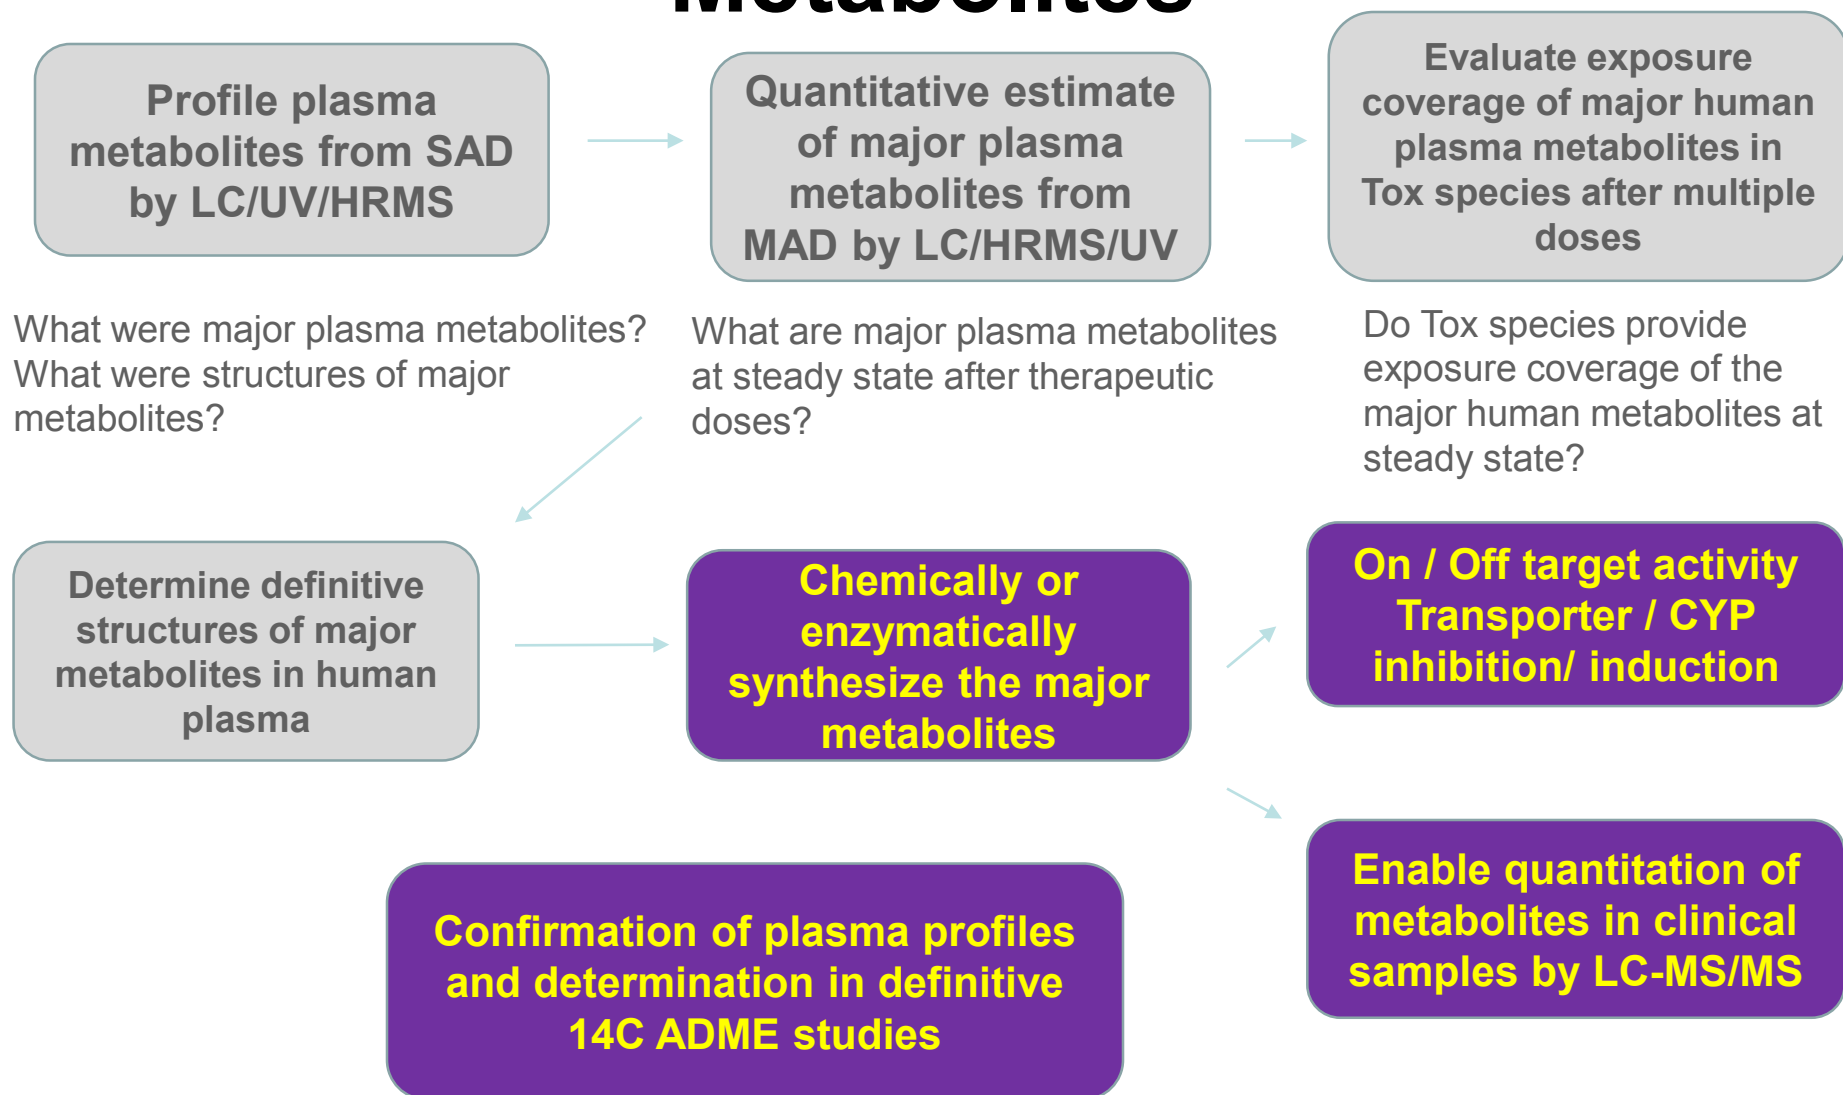 Metabolites
Profile plasma
metabolites from SAD
by LC/UV/HRMS
Quantitative estimate
of major plasma
metabolites from
MAD by LC/HRMS/UV
Evaluate exposure
coverage of major human
plasma metabolites in
Tox species after multiple
doses
What were major plasma metabolites?
What were structures of major
metabolites?
What are major plasma metabolites
at steady state after therapeutic
doses?
Do Tox species provide
exposure coverage of the
major human metabolites at
steady state?
Determine definitive
structures of major
metabolites in human
plasma
Chemically or
enzymatically
synthesize the major
metabolites
On / Off target activity
Transporter / CYP
inhibition/ induction
Confirmation of plasma profiles
and determination in definitive
14C ADME studies
Enable quantitation of
metabolites in clinical
samples by LC-MS/MS